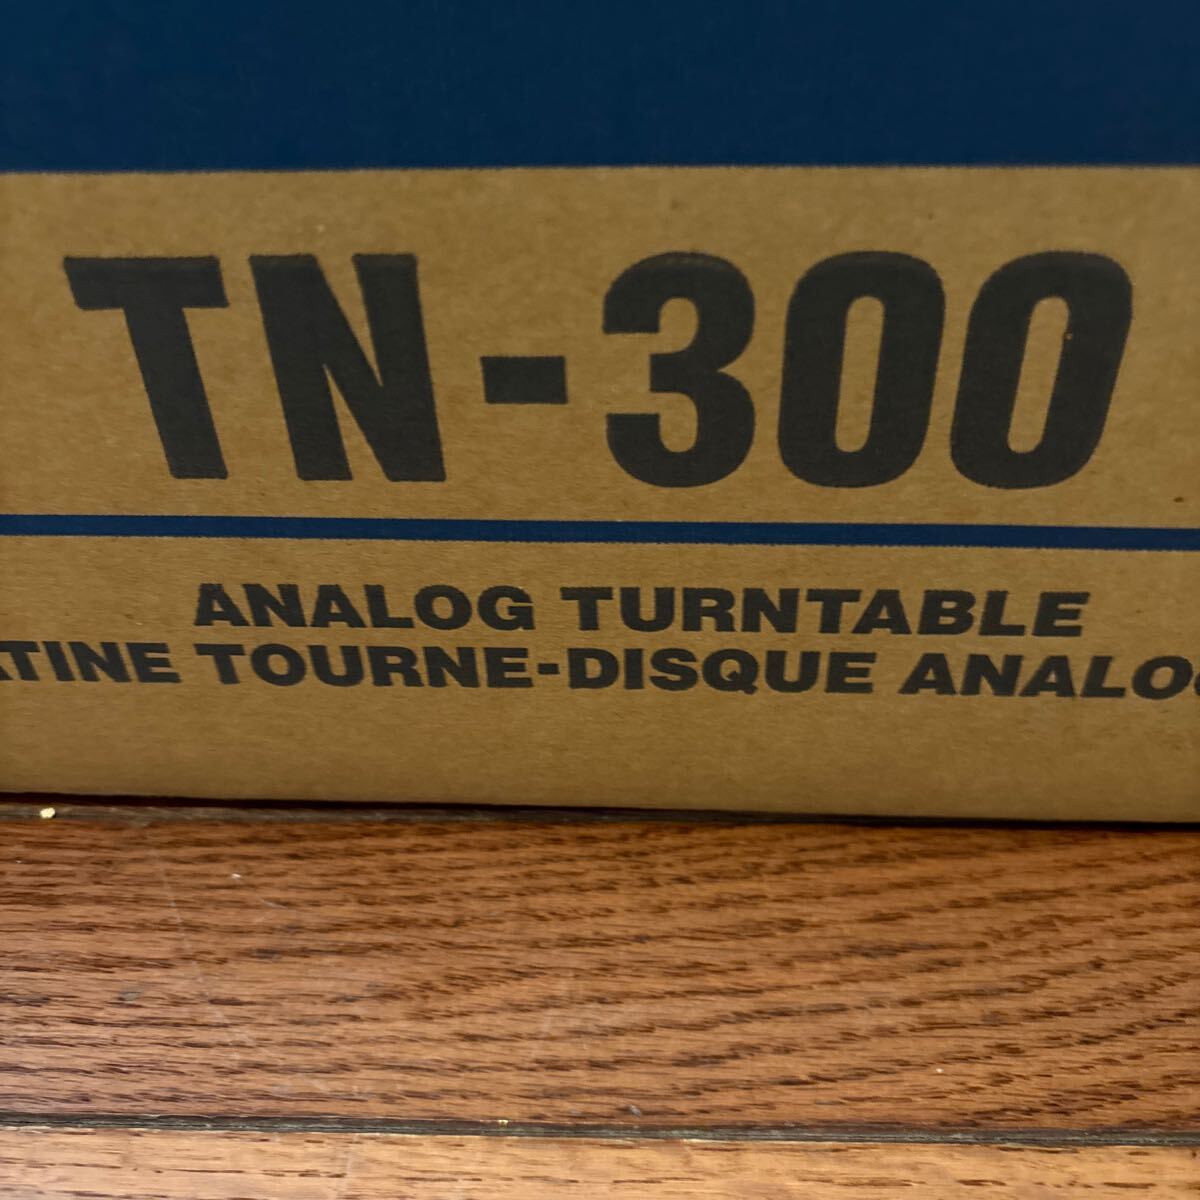 TN-300
ANALOG TURNTABLE
TOURNE-DISQUE